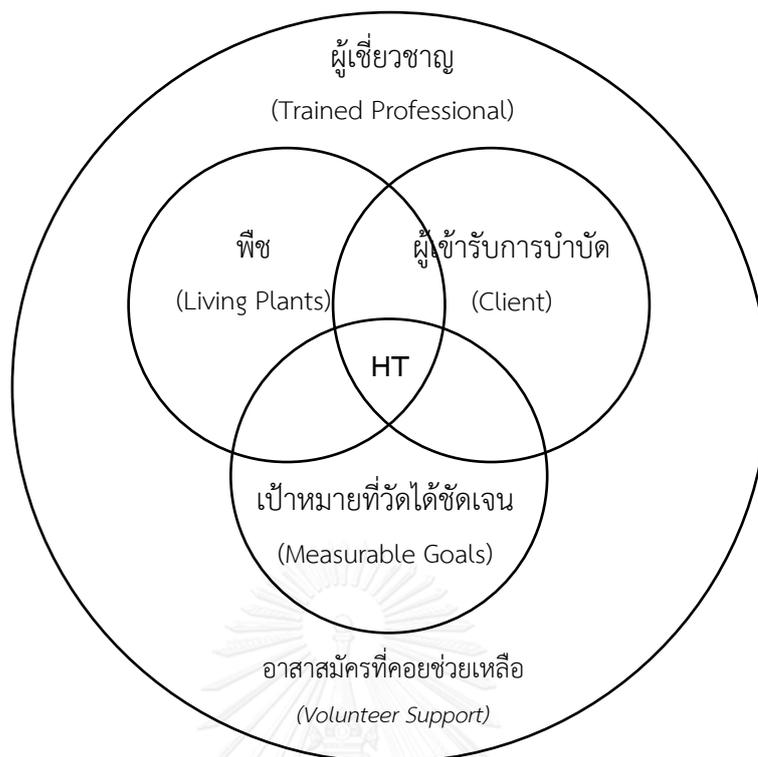 ผู้เชี่ยวชาญ
(Trained Professional)
พืช
(Living Plants)
ผู้เข้ารับการบำบัด
(Client)
HT
เป้าหมายที่วัดได้ชัดเจน
(Measurable Goals)
อาสาสมัครที่คอยช่วยเหลือ
(Volunteer Support)